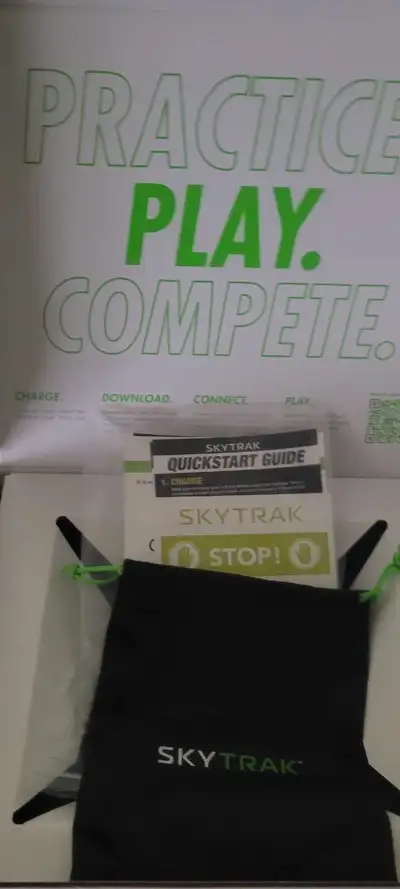 PRACTICE
PLAY.
COMPETE.
CHARGE. DOWNLOAD. CONNECT. PLAY.
SKYTRAK
QUICKSTART GUIDE
1. CHARGE
SKYTRAK
STOP!
SKYTRAK